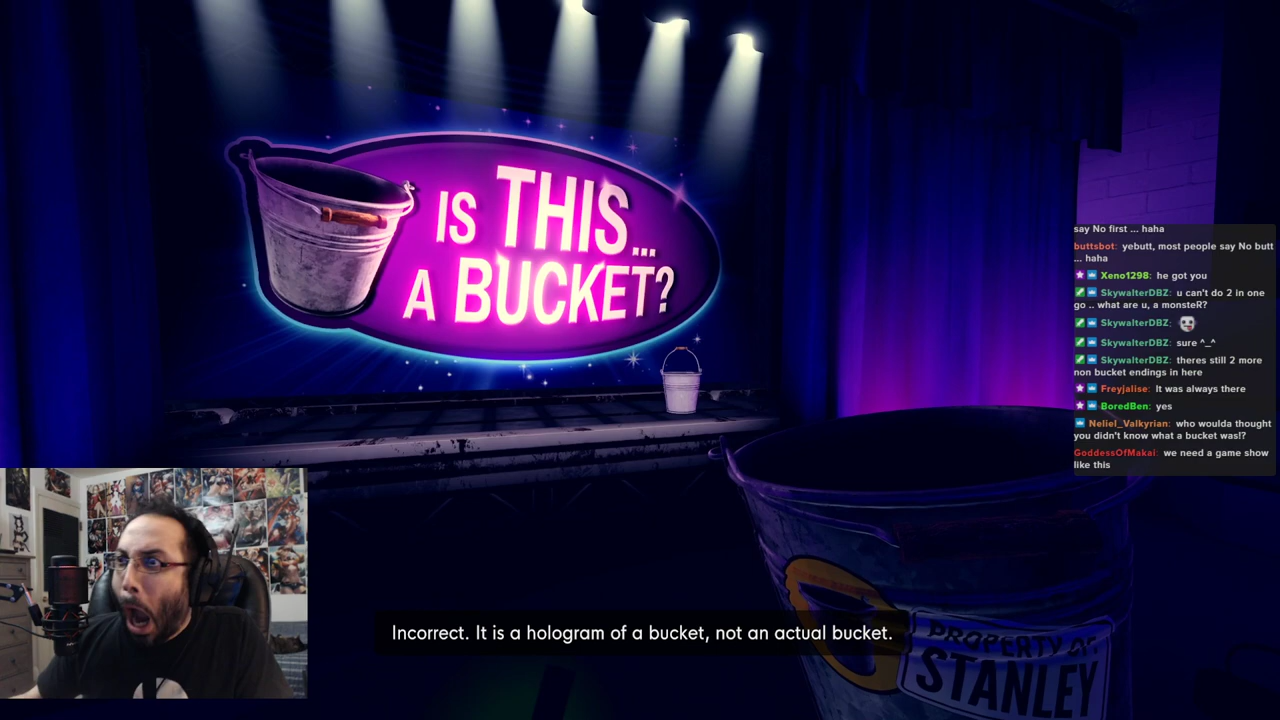 IS THIS...
A BUCKET?
say No first ... haha
buttsbot: yebutt, most people say No butt
... haha
Xeno1298: he got you
SkywalterDBZ: u can't do 2 in one
go .. what are u, a monsteR?
SkywalterDBZ:
SkywalterDBZ: sure ^_^
SkywalterDBZ: theres still 2 more
non bucket endings in here
Freyjalise: It was always there
BoredBen: yes
Neliel_Valkyrian: who woulda thought
you didn't know what a bucket was!?
GoddessOfMakai: we need a game show
like this
Incorrect. It is a hologram of a bucket, not an actual bucket.
PROPERTY OF:
STANLEY